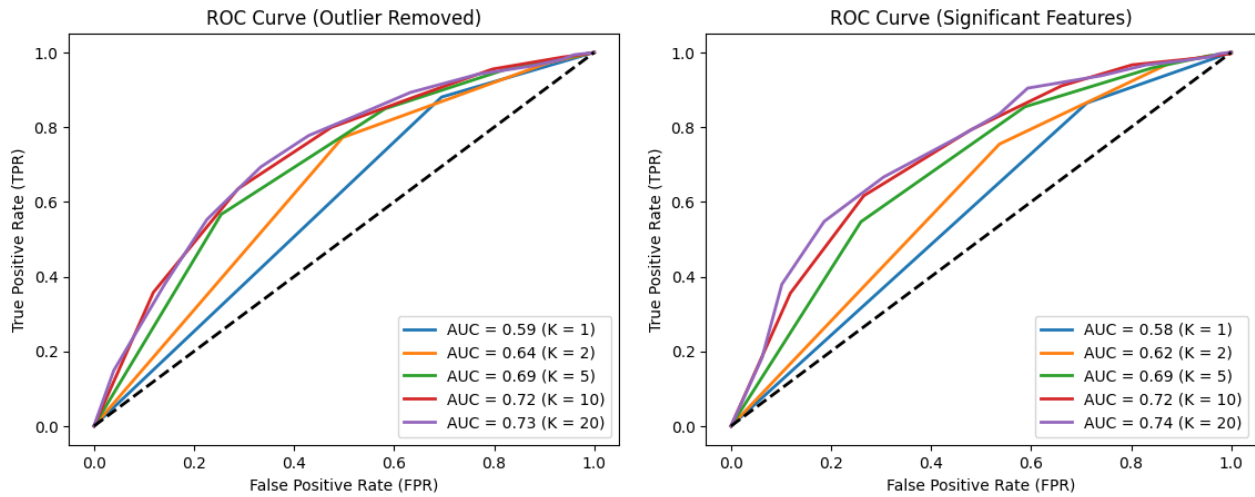 ROC Curve (Outlier Removed)
True Positive Rate (TPR)
1.0
0.8
0.6
0.4
0.2
0.0
AUC = 0.59 (K = 1)
AUC = 0.64 (K = 2)
AUC = 0.69 (K = 5)
AUC = 0.72 (K = 10)
AUC = 0.73 (K = 20)
0.0 0.2 0.4 0.6 0.8 1.0
False Positive Rate (FPR)
ROC Curve (Significant Features)
True Positive Rate (TPR)
1.0
0.8
0.6
0.4
0.2
0.0
AUC = 0.58 (K = 1)
AUC = 0.62 (K = 2)
AUC = 0.69 (K = 5)
AUC = 0.72 (K = 10)
AUC = 0.74 (K = 20)
0.0 0.2 0.4 0.6 0.8 1.0
False Positive Rate (FPR)